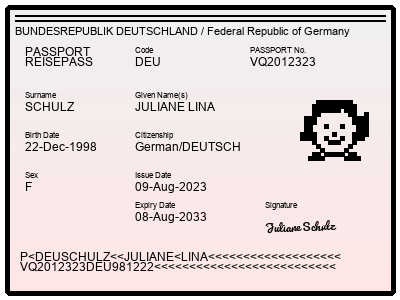 BUNDESREPUBLIK DEUTSCHLAND / Federal Republic of Germany
PASSPORT
REISEPASS
Code
DEU
PASSPORT No.
VQ2012323
Surname
SCHULZ
Given Name(s)
JULIANE LINA
Birth Date
22-Dec-1998
Citizenship
German/DEUTSCH
Sex
F
Issue Date
09-Aug-2023
Expiry Date
08-Aug-2033
Signature
Juliane Schulz
P<DEUSCHULZ<<JULIANE<LINA<<<<<<<<<<<<<<<<<<<
VQ2012323DEU981222<<<<<<<<<<<<<<<<<<<<<<<<<<